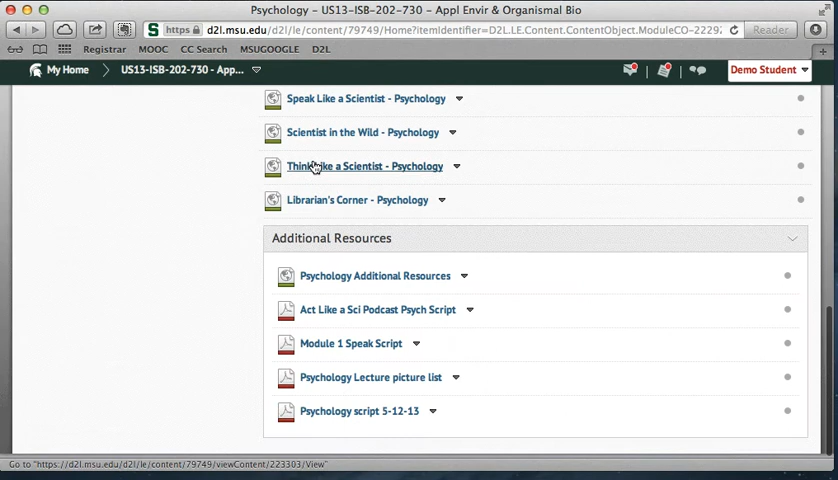 Psychology – US13-ISB-202-730 – Appl Envir & Organismal Bio
https d2l.msu.edu/d2l/le/content/79749/Home?itemIdentifier=D2L.LE.Content.ContentObject.ModuleCO-2229 Reader
Registrar MOOC CC Search MSUGOOGLE D2L
My Home US13-ISB-202-730 - App... Demo Student
Speak Like a Scientist - Psychology
Scientist in the Wild - Psychology
Think Like a Scientist - Psychology
Librarian's Corner - Psychology
Additional Resources
Psychology Additional Resources
Act Like a Sci Podcast Psych Script
Module 1 Speak Script
Psychology Lecture picture list
Psychology script 5-12-13
Go to "https://d2l.msu.edu/d2l/le/content/79749/viewContent/223303/View"